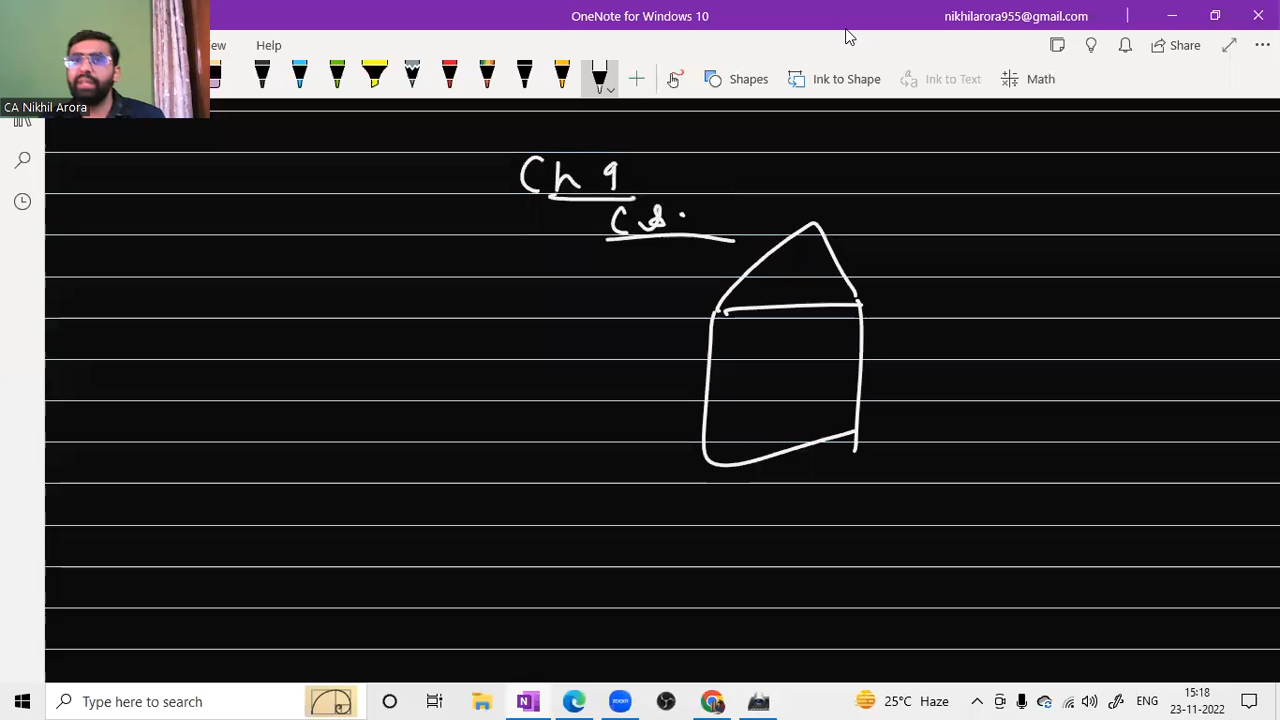 OneNote for Windows 10
nikhilarora955@gmail.com
ew Help
Share
Shapes Ink to Shape Ink to Text Math
CA Nikhil Arora
Ch 9
Type here to search
25°C Haze
15:18
23-11-2022